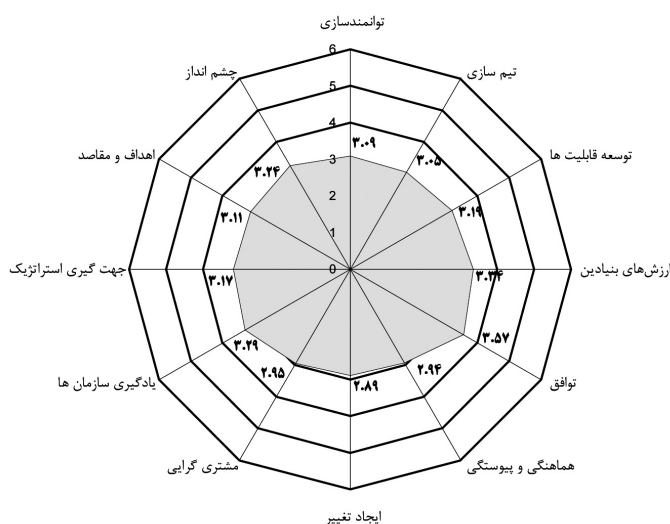 توانمندسازی
چشم انداز
تیم سازی
6
5
4
3
2
1
0
اهداف و مقاصد
توسعه قابلیت ها
۳.۰۹
۳.۰۵
۳.۲۴
۳.۱۹
۳.۱۱
جهت گیری استراتژیک
ارزش‌های بنیادین
۳.۱۷
۳.۳۴
۳.۲۹
۳.۵۷
۲.۹۵
۲.۹۴
۲.۸۹
یادگیری سازمان ها
توافق
مشتری گرایی
هماهنگی و پیوستگی
ایجاد تغییر